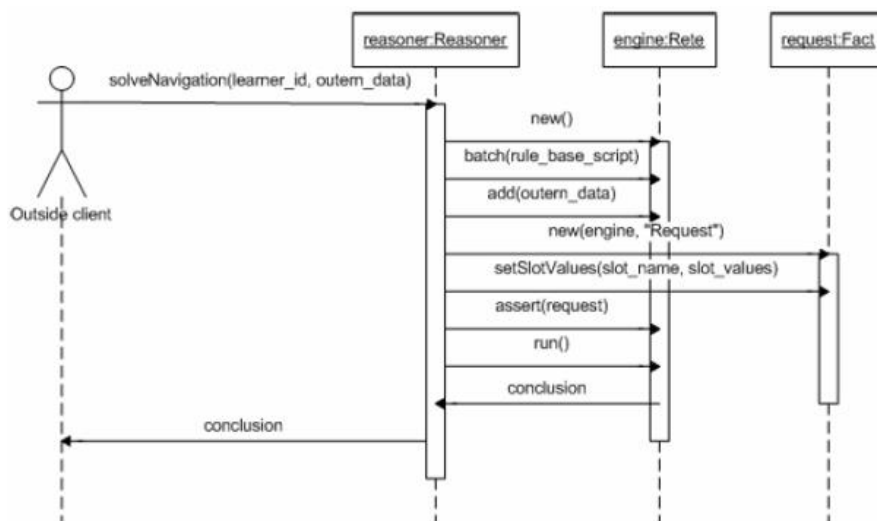 reasoner:Reasoner
engine:Rete
request:Fact
solveNavigation(learner_id, outern_data)
new()
batch(rule_base_script)
Outside client
add(outern_data)
new(engine, "Request")
setSlotValues(slot_name, slot_values)
assert(request)
run()
conclusion
conclusion